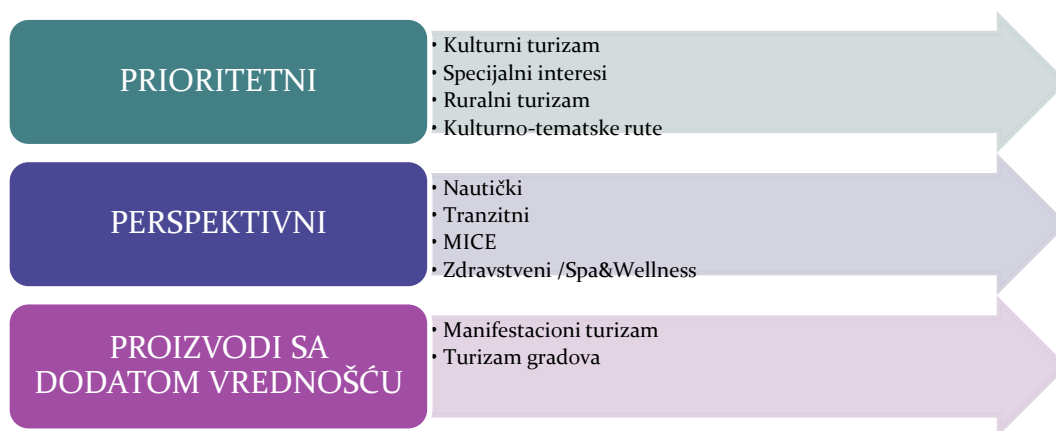 PRIORITETNI
• Kulturni turizam
• Specijalni interesi
• Ruralni turizam
• Kulturno-tematske rute
PERSPEKTIVNI
• Nautički
• Tranzitni
• MICE
• Zdravstveni /Spa&Wellness
PROIZVODI SA
DODATOM VREDNOŠĆU
• Manifestacioni turizam
• Turizam gradova